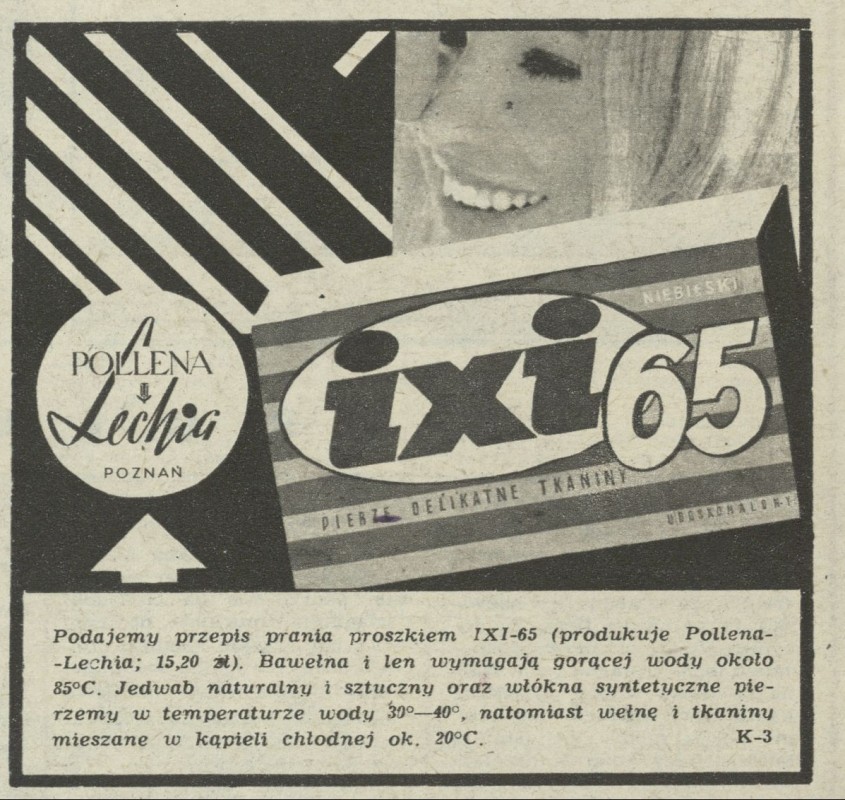 NIEBIESKI
ixi 65
POLLENA
Lechia
POZNAŃ
PIERZE DELIKATNE TKANINY
UDOSKONALONY
Podajemy przepis prania proszkiem IXI-65 (produkuje Pollena-
-Lechia; 15,20 zł). Bawełna i len wymagają gorącej wody około
85°C. Jedwab naturalny i sztuczny oraz włókna syntetyczne pie-
rzemy w temperaturze wody 30°—40°, natomiast wełnę i tkaniny
mieszane w kąpieli chłodnej ok. 20°C. K-3